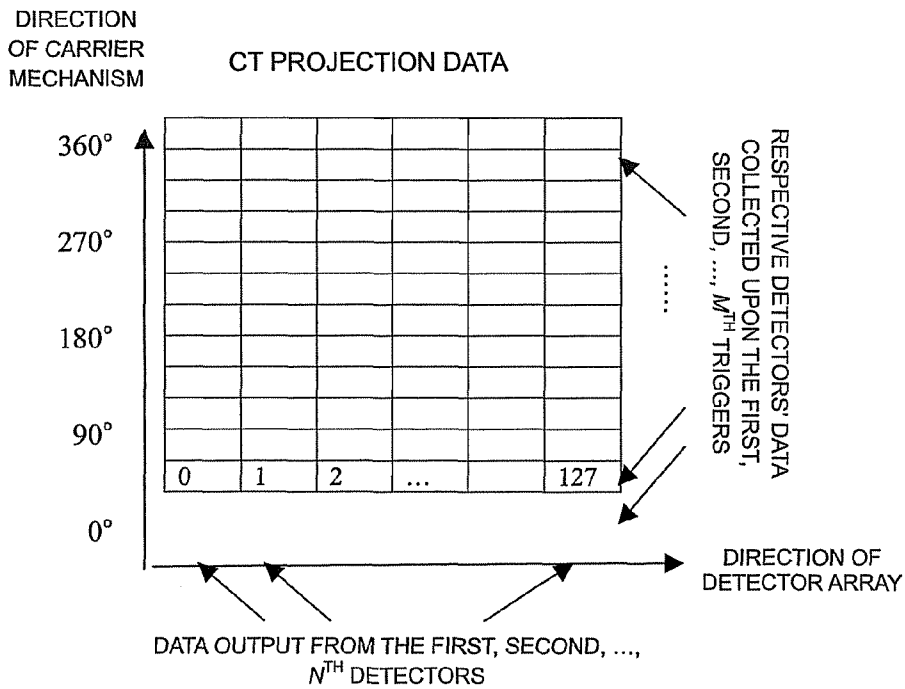 DIRECTION
OF CARRIER
MECHANISM
CT PROJECTION DATA
360°
270°
180°
90°
0°
0 1 2 ... 127
RESPECTIVE DETECTORS' DATA
COLLECTED UPON THE FIRST,
SECOND, ..., MTH TRIGGERS
......
DIRECTION OF
DETECTOR ARRAY
DATA OUTPUT FROM THE FIRST, SECOND, ...,
NTH DETECTORS